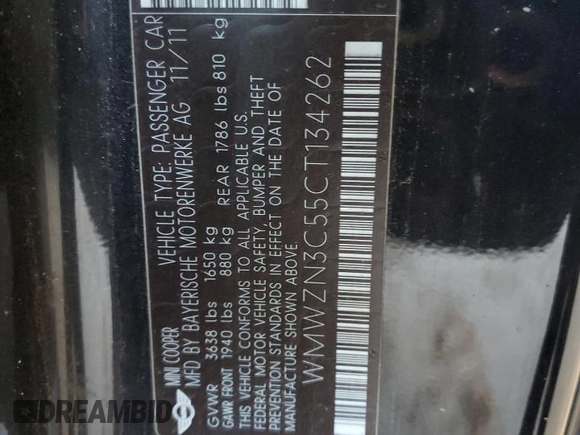 MINI COOPER
VEHICLE TYPE: PASSENGER CAR
MFD BY BAYERISCHE MOTORENWERKE AG 11/11
GVWR 3638 lbs 1650 kg
GAWR FRONT 1940 lbs 880 kg REAR 1786 lbs 810 kg
THIS VEHICLE CONFORMS TO ALL APPLICABLE U.S.
FEDERAL MOTOR VEHICLE SAFETY, BUMPER AND THEFT
PREVENTION STANDARDS IN EFFECT ON THE DATE OF
MANUFACTURE SHOWN ABOVE.
WMWZN3C55CT134262
DREAMBID